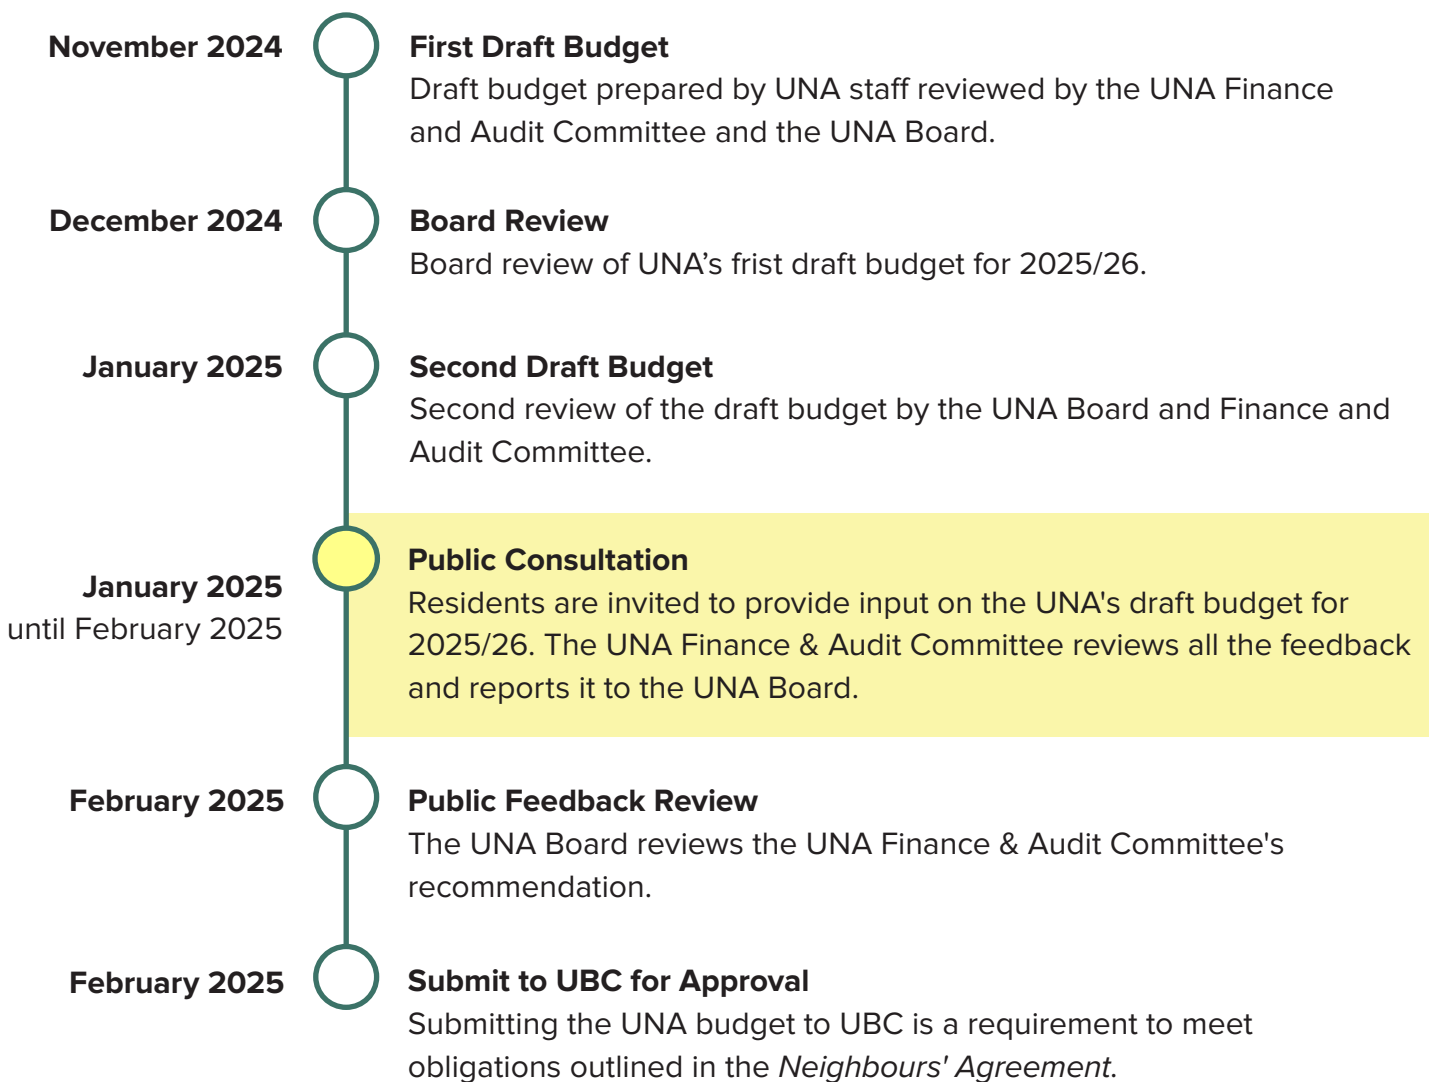 November 2024
First Draft Budget
Draft budget prepared by UNA staff reviewed by the UNA Finance
and Audit Committee and the UNA Board.
December 2024
Board Review
Board review of UNA’s frist draft budget for 2025/26.
January 2025
Second Draft Budget
Second review of the draft budget by the UNA Board and Finance and
Audit Committee.
January 2025
until February 2025
Public Consultation
Residents are invited to provide input on the UNA's draft budget for
2025/26. The UNA Finance & Audit Committee reviews all the feedback
and reports it to the UNA Board.
February 2025
Public Feedback Review
The UNA Board reviews the UNA Finance & Audit Committee's
recommendation.
February 2025
Submit to UBC for Approval
Submitting the UNA budget to UBC is a requirement to meet
obligations outlined in the Neighbours' Agreement.